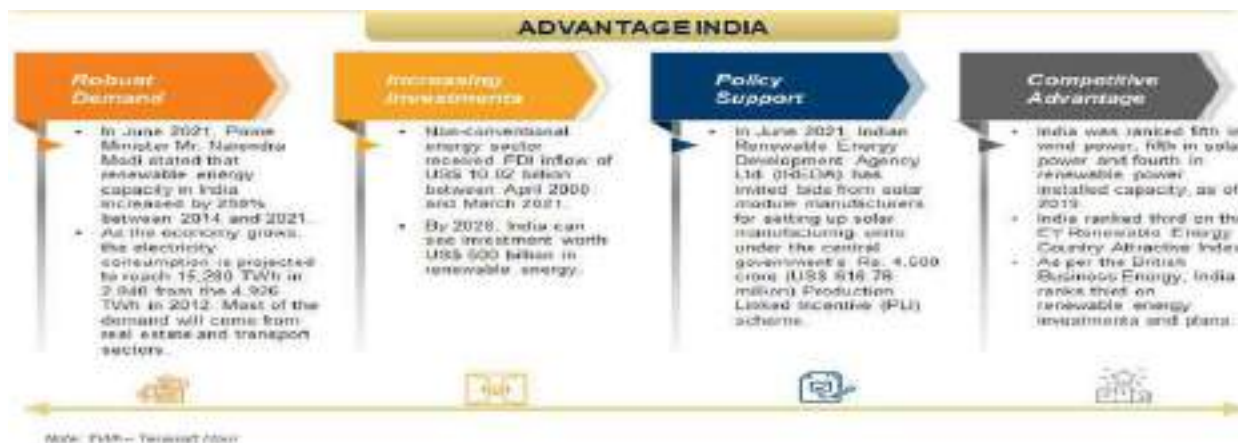 ADVANTAGE INDIA
Robust
Demand
• In June 2021, Prime
Minister Mr. Narendra
Modi stated that
renewable energy
capacity in India
increased by
between 2014 and 2021.
• As the economy grows,
the electricity
consumption is projected
to reach 15,280 TWh in
from the
TWh in 2012. Most of the
demand will come from
real estate and transport
sectors.
Increasing
Investments
• Non-conventional
energy sector
received FDI inflow of
US$ 10.02 billion
between April 2000
and March 2021.
• By 2028, India can
see investment worth
US$ 500 billion in
renewable energy.
Policy
Support
• In June 2021, Indian
Renewable Energy
Development Agency
Ltd. (IREDA) has
invited bids from solar
module manufacturers
for setting up solar
manufacturing units
under the central
government's Rs. 4,500
crore (US$ 616.76
million) Production
Linked Incentive (PLI)
scheme.
Competitive
Advantage
• India was ranked fifth in
wind power, fifth in solar
power and fourth in
renewable power
installed capacity, as of
• India ranked third on the
EY Renewable Energy
Country Attractive Index
• As per the British
Business Energy, India
ranks third on
renewable energy
investments and plans.
Note: TWh – Terawatt Hour